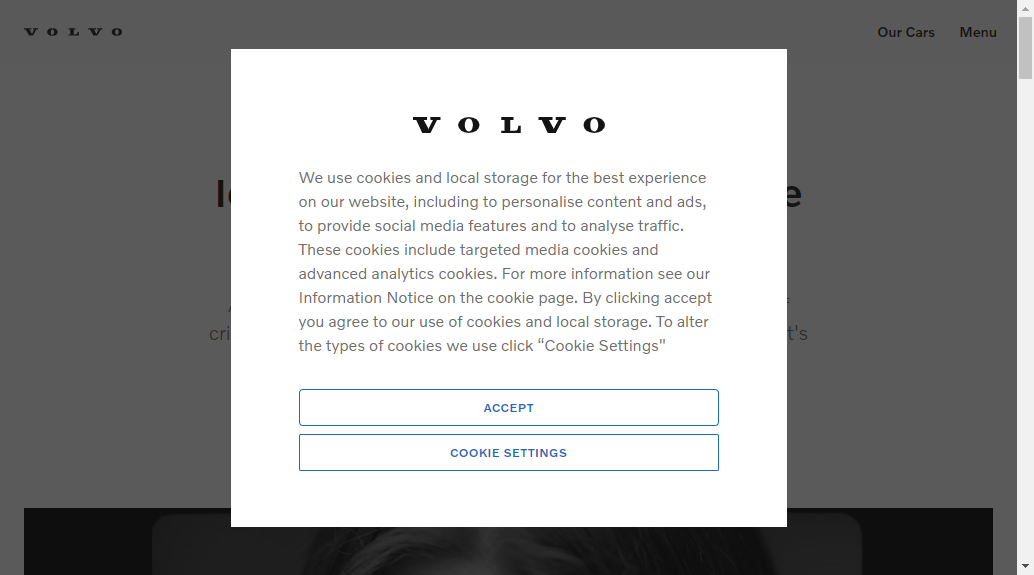 VOLVO
Our Cars Menu
VOLVO
We use cookies and local storage for the best experience
on our website, including to personalise content and ads,
to provide social media features and to analyse traffic.
These cookies include targeted media cookies and
advanced analytics cookies. For more information see our
Information Notice on the cookie page. By clicking accept
you agree to our use of cookies and local storage. To alter
the types of cookies we use click “Cookie Settings"
ACCEPT
COOKIE SETTINGS